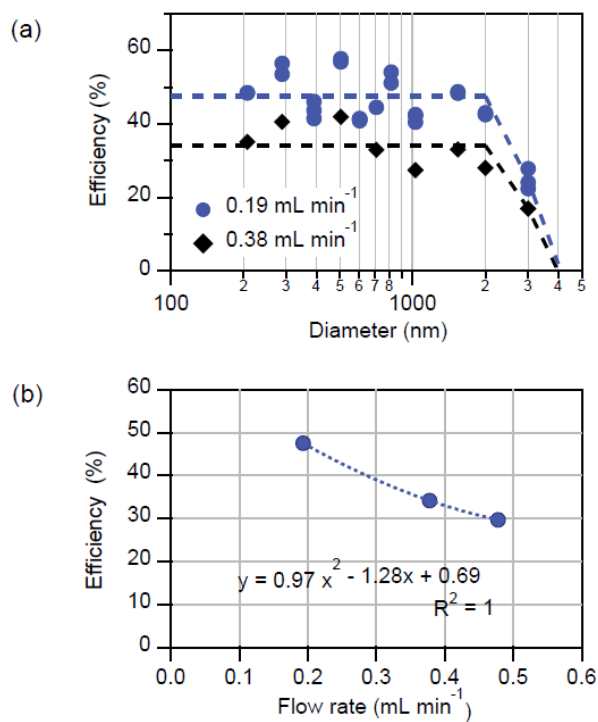 (a)
Efficiency (%)
60
40
20
0
0.19 mL min⁻¹
0.38 mL min⁻¹
2 3 4 5 6 7 8 2 3 4 5
100 1000
Diameter (nm)
(b)
Efficiency (%)
60
50
40
30
20
10
0
y = 0.97 x² - 1.28x + 0.69
R² = 1
0.0 0.1 0.2 0.3 0.4 0.5 0.6
Flow rate (mL min⁻¹)